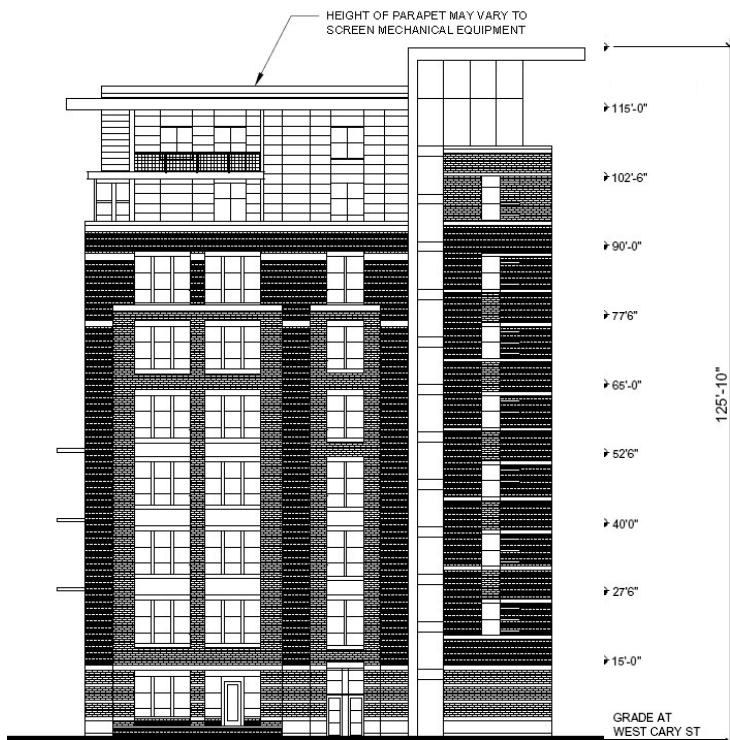 HEIGHT OF PARAPET MAY VARY TO
SCREEN MECHANICAL EQUIPMENT
115'-0"
102'-6"
90'-0"
77'6"
65'-0"
125'-10"
52'6"
40'0"
27'6"
15'-0"
GRADE AT
WEST CARY ST